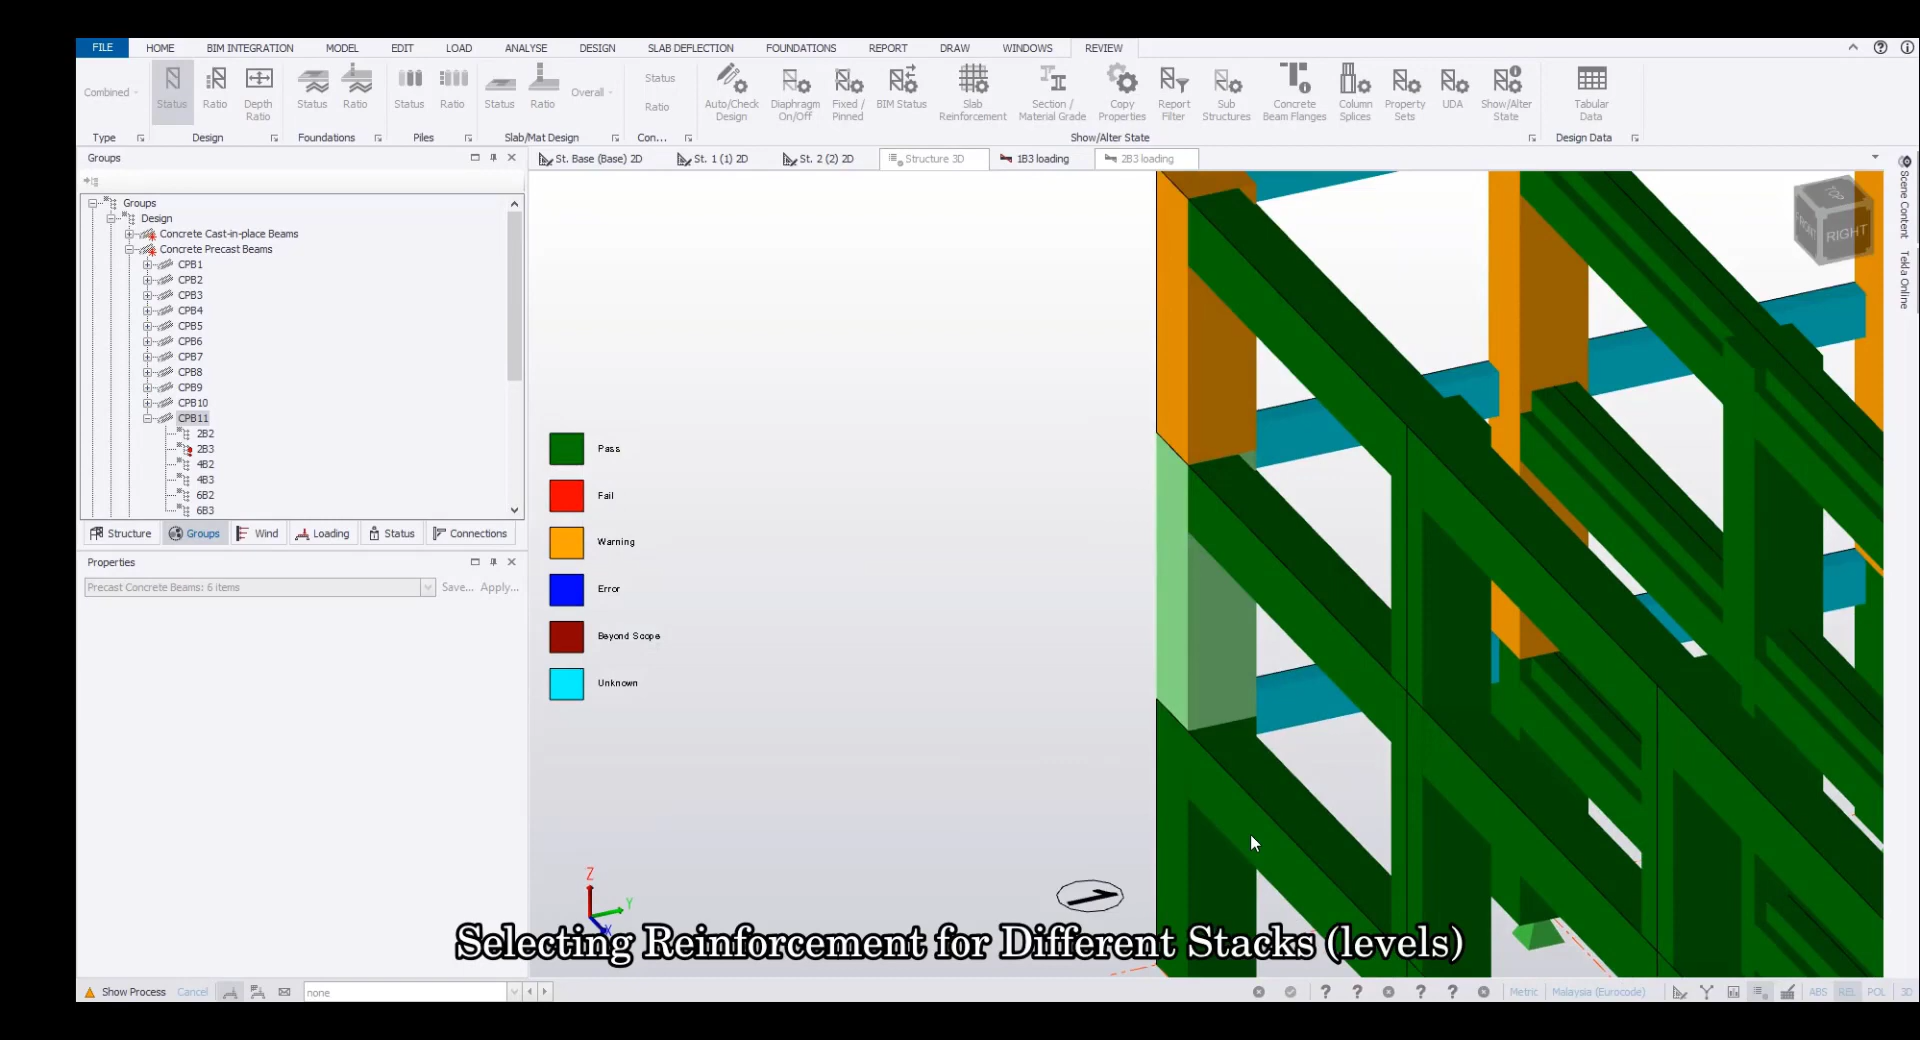 FILE HOME BIM INTEGRATION MODEL EDIT LOAD ANALYSE DESIGN SLAB DEFLECTION FOUNDATIONS REPORT DRAW WINDOWS REVIEW
Combined Status Ratio Depth Ratio Status Ratio Status Ratio Status Ratio Overall Status Ratio Auto/Check Design Diaphragm On/Off Fixed / Pinned BIM Status Slab Reinforcement Section / Material Grade Copy Properties Report Filter Sub Structures Concrete Beam Flanges Column Splices Property Sets UDA Show/Alter State Tabular Data
Type Design Foundations Piles Slab/Mat Design Con... Show/Alter State Design Data
Groups
St. Base (Base) 2D St. 1 (1) 2D St. 2 (2) 2D Structure 3D 1B3 loading 2B3 loading
Groups
Design
Concrete Cast-in-place Beams
Concrete Precast Beams
CPB1
CPB2
CPB3
CPB4
CPB5
CPB6
CPB7
CPB8
CPB9
CPB10
CPB11
2B2
2B3
4B2
4B3
6B2
6B3
Structure Groups Wind Loading Status Connections
Properties
Precast Concrete Beams: 6 items Save... Apply...
Pass
Fail
Warning
Error
Beyond Scope
Unknown
TOP
FRONT
RIGHT
Scene Content
Tekla Online
Z
Y
X
Selecting Reinforcement for Different Stacks (levels)
Show Process Cancel none Metric Malaysia (Eurocode) ABS REL POL 3D